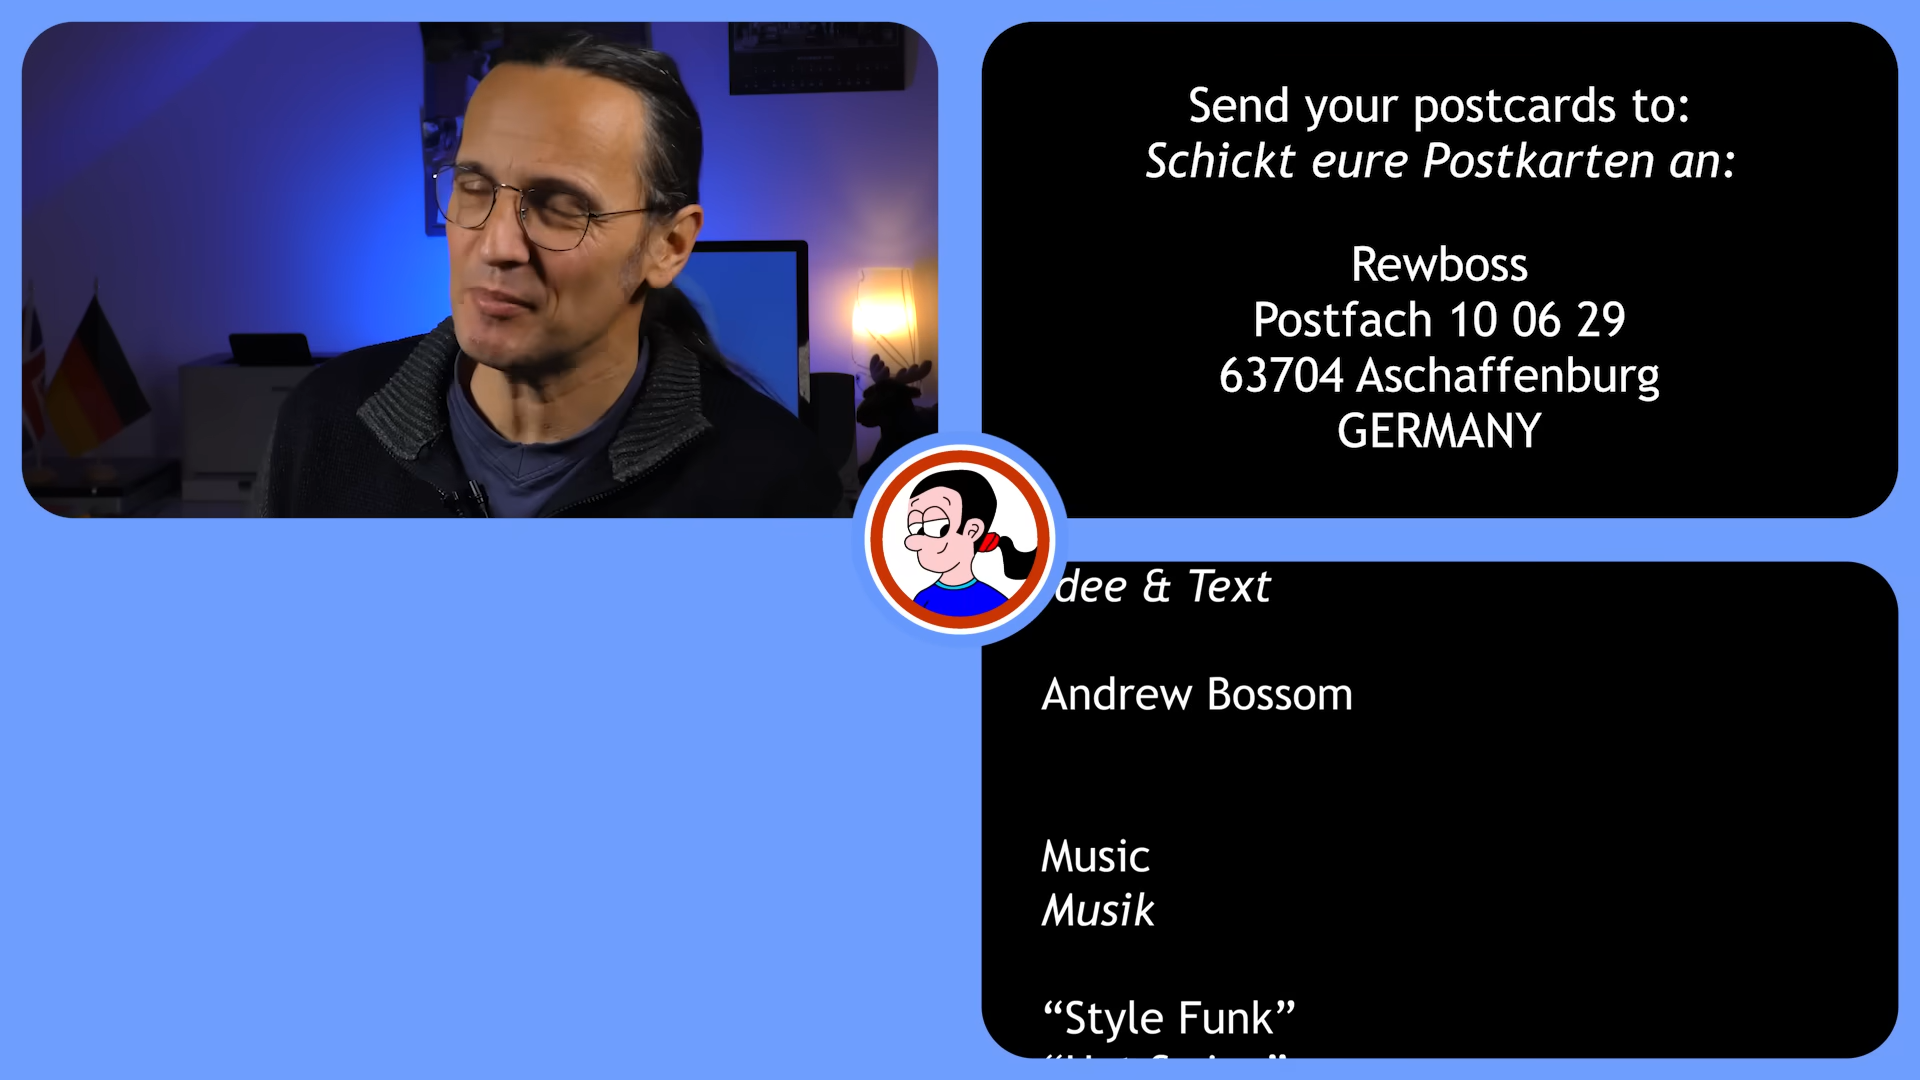 Send your postcards to:
Schickt eure Postkarten an:
Rewboss
Postfach 10 06 29
63704 Aschaffenburg
GERMANY
dee & Text
Andrew Bossom
Music
Musik
“Style Funk”